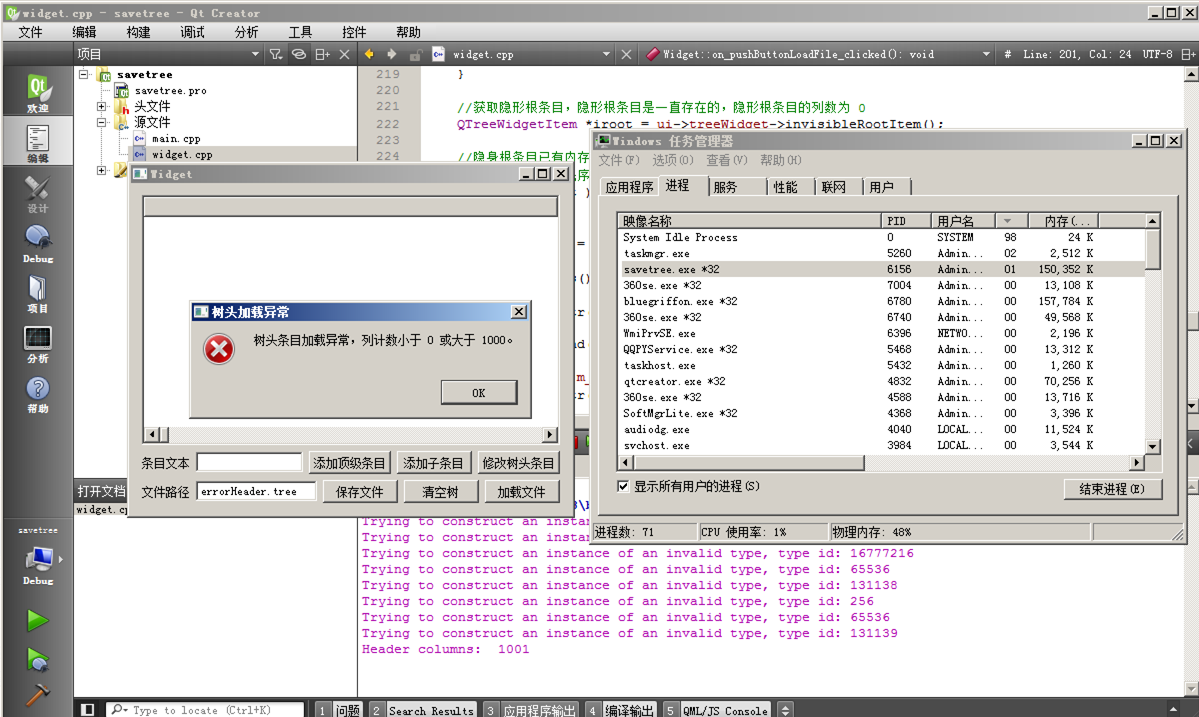 widget.cpp - savetree - Qt Creator
文件 编辑 构建 调试 分析 工具 控件 帮助
项目
widget.cpp
Widget::on_pushButtonLoadFile_clicked(): void
# Line: 201, Col: 24 UTF-8
欢迎
编辑
设计
Debug
项目
分析
帮助
savetree
savetree.pro
头文件
源文件
main.cpp
widget.cpp
219 }
220
221 //获取隐形根条目，隐形根条目是一直存在的，隐形根条目的列数为 0
222 QTreeWidgetItem *iroot = ui->treeWidget->invisibleRootItem();
223
224 //隐身根条目已有内存
Widget
树头加载异常
树头条目加载异常，列计数小于 0 或大于 1000。
OK
条目文本 添加顶级条目 添加子条目 修改树头条目
文件路径 errorHeader.tree 保存文件 清空树 加载文件
Windows 任务管理器
文件(F) 选项(O) 查看(V) 帮助(H)
应用程序 进程 服务 性能 联网 用户
映像名称 PID 用户名 内存(...
System Idle Process 0 SYSTEM 98 24 K
taskmgr.exe 5260 Admin... 02 2,512 K
savetree.exe *32 6156 Admin... 01 150,352 K
360se.exe *32 7004 Admin... 00 13,108 K
bluegriffon.exe *32 6780 Admin... 00 157,784 K
360se.exe *32 6740 Admin... 00 49,568 K
WmiPrvSE.exe 6396 NETWO... 00 2,196 K
QQPYService.exe *32 5468 Admin... 00 13,312 K
taskhost.exe 5432 Admin... 00 1,260 K
qtcreator.exe *32 4832 Admin... 00 70,256 K
360se.exe *32 4588 Admin... 00 13,716 K
SoftMgrLite.exe *32 4368 Admin... 00 3,396 K
audiodg.exe 4040 LOCAL... 00 11,524 K
svchost.exe 3984 LOCAL... 00 3,544 K
显示所有用户的进程(S)
结束进程(E)
进程数: 71 CPU 使用率: 1% 物理内存: 48%
打开文档
widget.cp
savetree
Debug
Trying to construct an instan
Trying to construct an instan
Trying to construct an instance of an invalid type, type id: 16777216
Trying to construct an instance of an invalid type, type id: 65536
Trying to construct an instance of an invalid type, type id: 131138
Trying to construct an instance of an invalid type, type id: 256
Trying to construct an instance of an invalid type, type id: 65536
Trying to construct an instance of an invalid type, type id: 131139
Header columns: 1001
Type to locate (Ctrl+K)
1 问题 2 Search Results 3 应用程序输出 4 编译输出 5 QML/JS Console